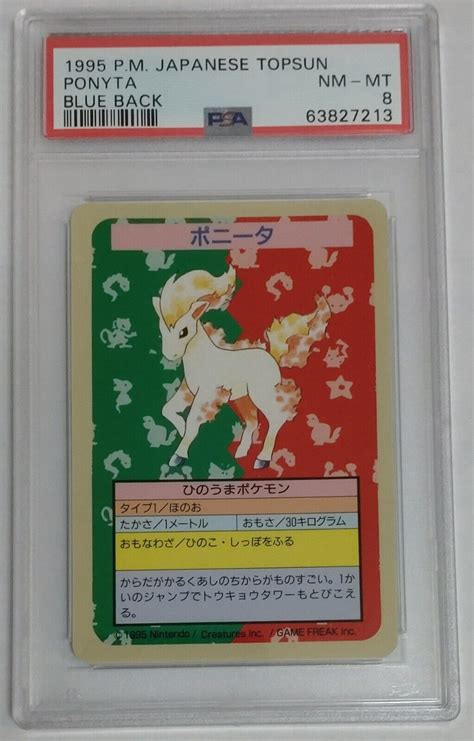 1995 P.M. JAPANESE TOPSUN
PONYTA NM-MT
BLUE BACK 8
PSA 63827213
ポニータ
ひのうまポケモン
タイプ1/ほのお
たかさ/1メートル おもさ/30キログラム
おもなわざ/ひのこ・しっぽをふる
からだがかるくあしのちからがものすごい。1か
いのジャンプでトウキョウタワーもとびこえ
る。
©1995 Nintendo / Creatures inc. / GAME FREAK inc.